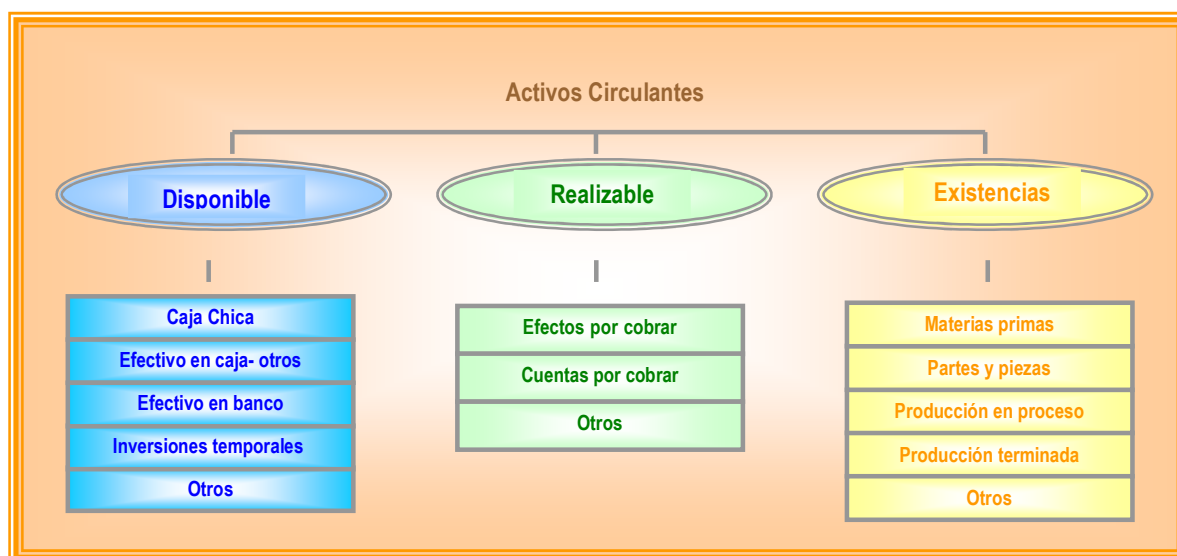 Activos Circulantes
Disponible
Realizable
Existencias
Caja Chica
Efectivo en caja- otros
Efectivo en banco
Inversiones temporales
Otros
Efectos por cobrar
Cuentas por cobrar
Otros
Materias primas
Partes y piezas
Producción en proceso
Producción terminada
Otros